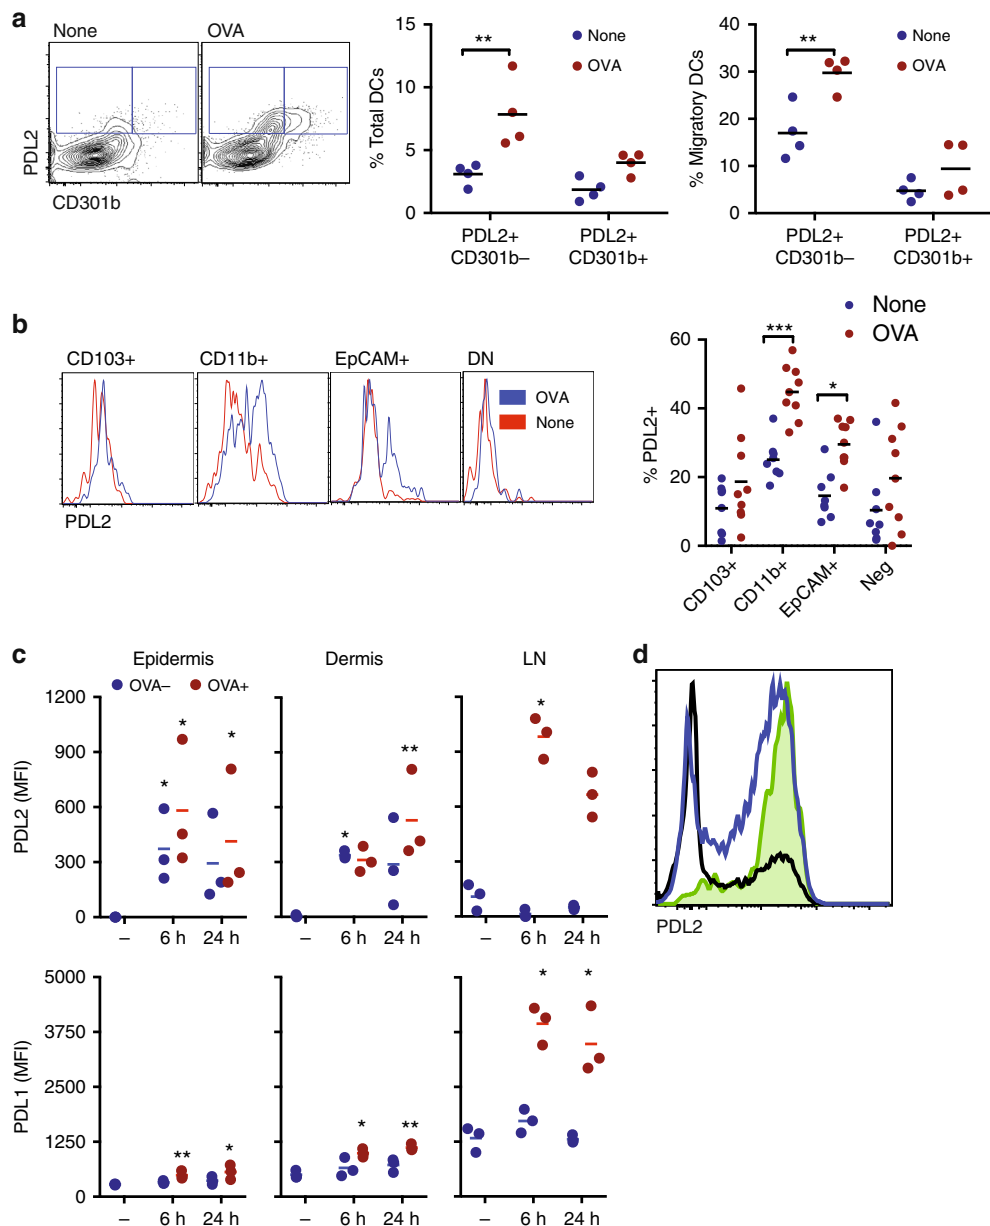 a
None
OVA
PDL2
CD301b
15
10
5
0
% Total DCs
**
None
OVA
PDL2+
CD301b–
PDL2+
CD301b+
40
30
20
10
0
% Migratory DCs
**
None
OVA
PDL2+
CD301b–
PDL2+
CD301b+
b
CD103+
CD11b+
EpCAM+
DN
OVA
None
PDL2
None
OVA
60
40
20
0
% PDL2+
***
*
CD103+
CD11b+
EpCAM+
Neg
c
Epidermis
Dermis
LN
OVA–
OVA+
1200
900
600
300
0
PDL2 (MFI)
*
*
*
*
**
*
–
6 h
24 h
–
6 h
24 h
–
6 h
24 h
5000
3750
2500
1250
0
PDL1 (MFI)
**
*
*
**
*
*
–
6 h
24 h
–
6 h
24 h
–
6 h
24 h
d
PDL2